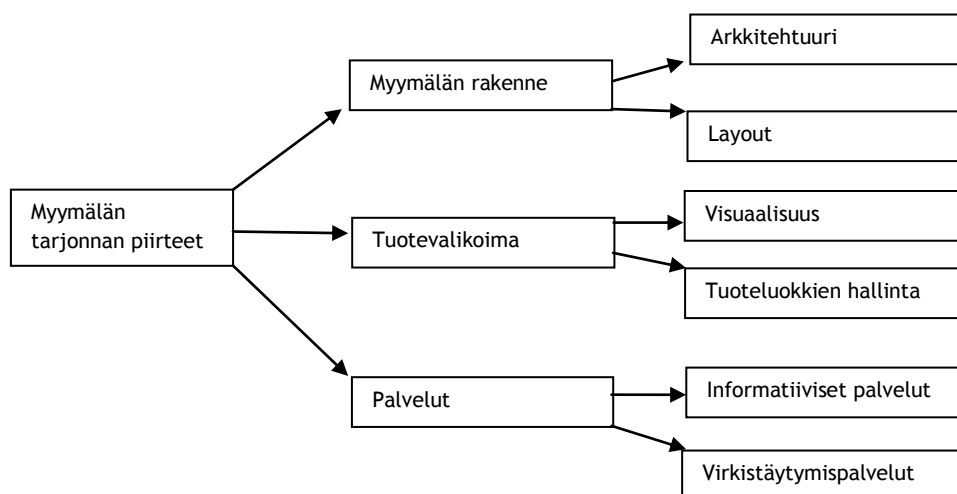 Arkkitehtuuri
Myymälän rakenne
Layout
Myymälän
tarjonnan piirteet
Visuaalisuus
Tuotevalikoima
Tuoteluokkien hallinta
Informatiiviset palvelut
Palvelut
Virkistäytymispalvelut